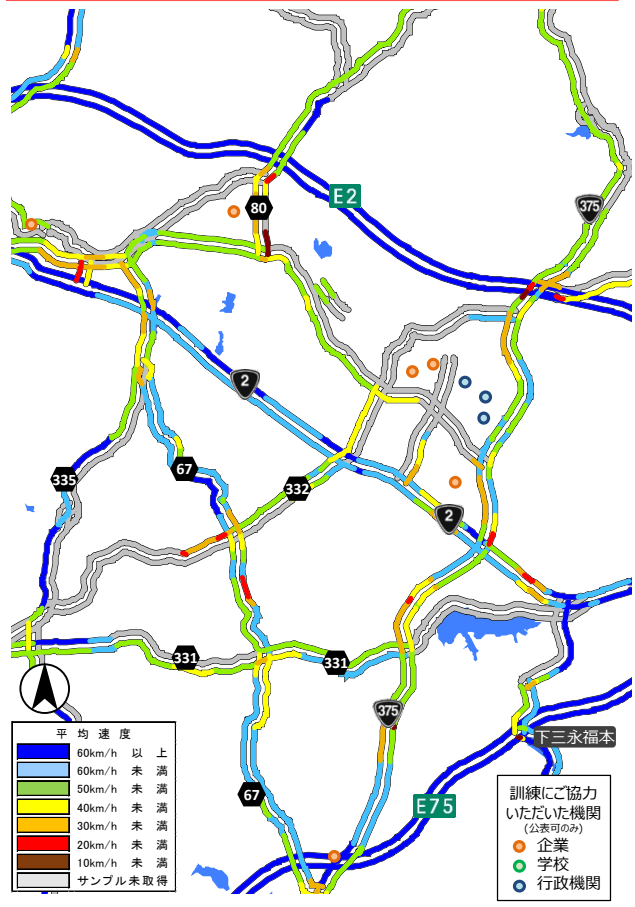 E2
80
375
2
335
67
332
2
331
331
375
下三永福本
67
E75
平均速度
60km/h 以上
60km/h 未満
50km/h 未満
40km/h 未満
30km/h 未満
20km/h 未満
10km/h 未満
サンプル未取得
訓練にご協力
いただいた機関
(公表可のみ)
企業
学校
行政機関